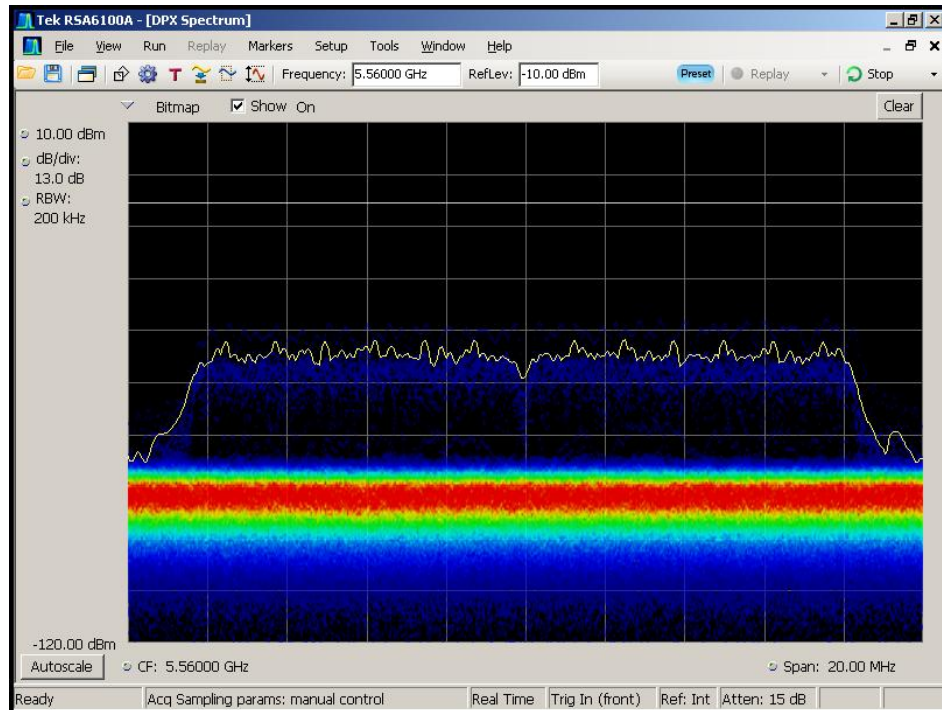 Tek RSA6100A - [DPX Spectrum]
File View Run Replay Markers Setup Tools Window Help
Frequency: 5.56000 GHz RefLev: -10.00 dBm Preset Replay Stop
Bitmap Show On Clear
10.00 dBm
dB/div:
13.0 dB
RBW:
200 kHz
-120.00 dBm
Autoscale CF: 5.56000 GHz Span: 20.00 MHz
Ready Acq Sampling params: manual control Real Time Trig In (front) Ref: Int Atten: 15 dB